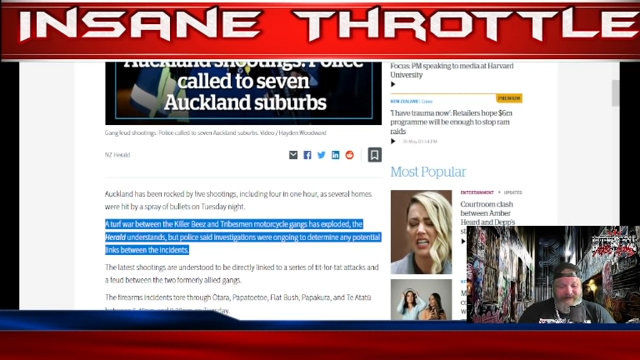 INSANE THROTTLE
Auckland shootings: Police
called to seven
Auckland suburbs
Gang feud shootings. Police called to seven Auckland suburbs. Video / Hayden Woodward
NZ Herald
Auckland has been rocked by five shootings, including four in one hour, as several homes
were hit by a spray of bullets on Tuesday night.
A turf war between the Killer Beez and Tribesmen motorcycle gangs has exploded, the
Herald understands, but police said investigations were ongoing to determine any potential
links between the incidents.
The latest shootings are understood to be directly linked to a series of tit-for-tat attacks and
a feud between the two formerly allied gangs.
The firearms incidents tore through Otara, Papatoetoe, Flat Bush, Papakura, and Te Atatū
Focus: PM speaking to media at Harvard
University
PREMIUM
NEW ZEALAND | Crime
'I have trauma now': Retailers hope $6m
programme will be enough to stop ram
raids
Most Popular
ENTERTAINMENT • UPDATED
Courtroom clash
between Amber
Heard and Depp's